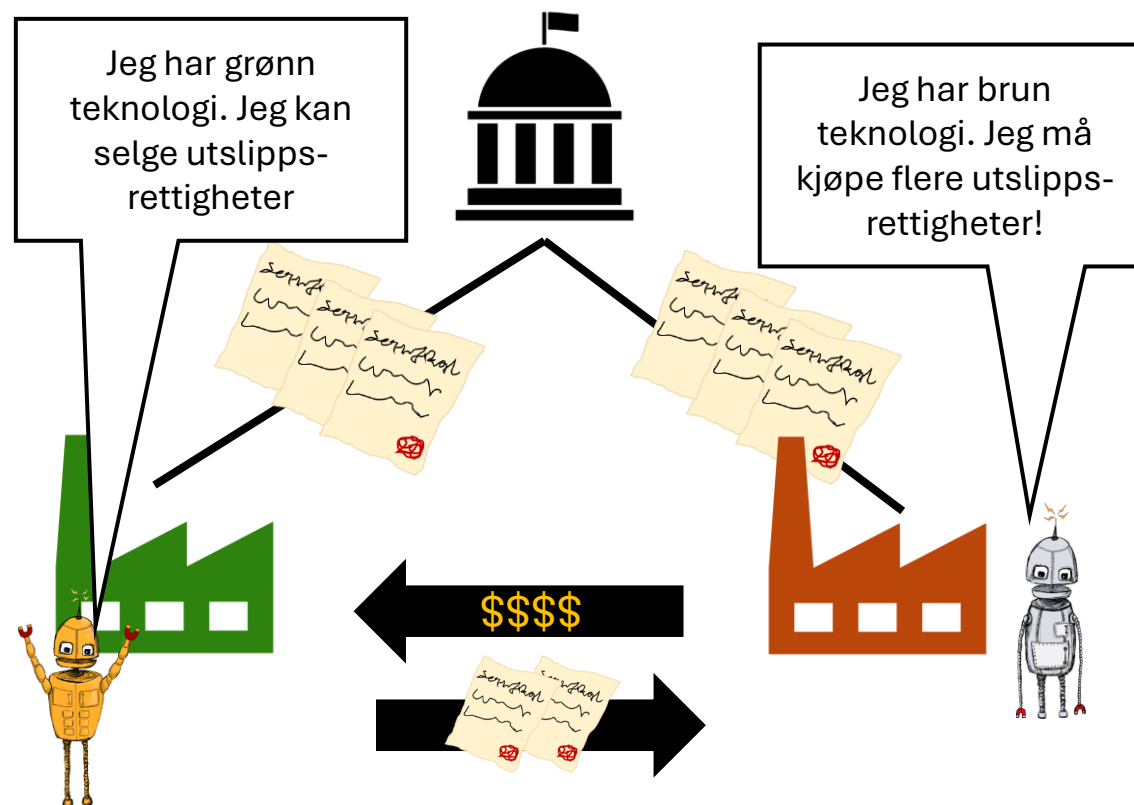 Jeg har grønn
teknologi. Jeg kan
selge utslipps-
rettigheter
Jeg har brun
teknologi. Jeg må
kjøpe flere utslipps-
rettigheter!
$$$$